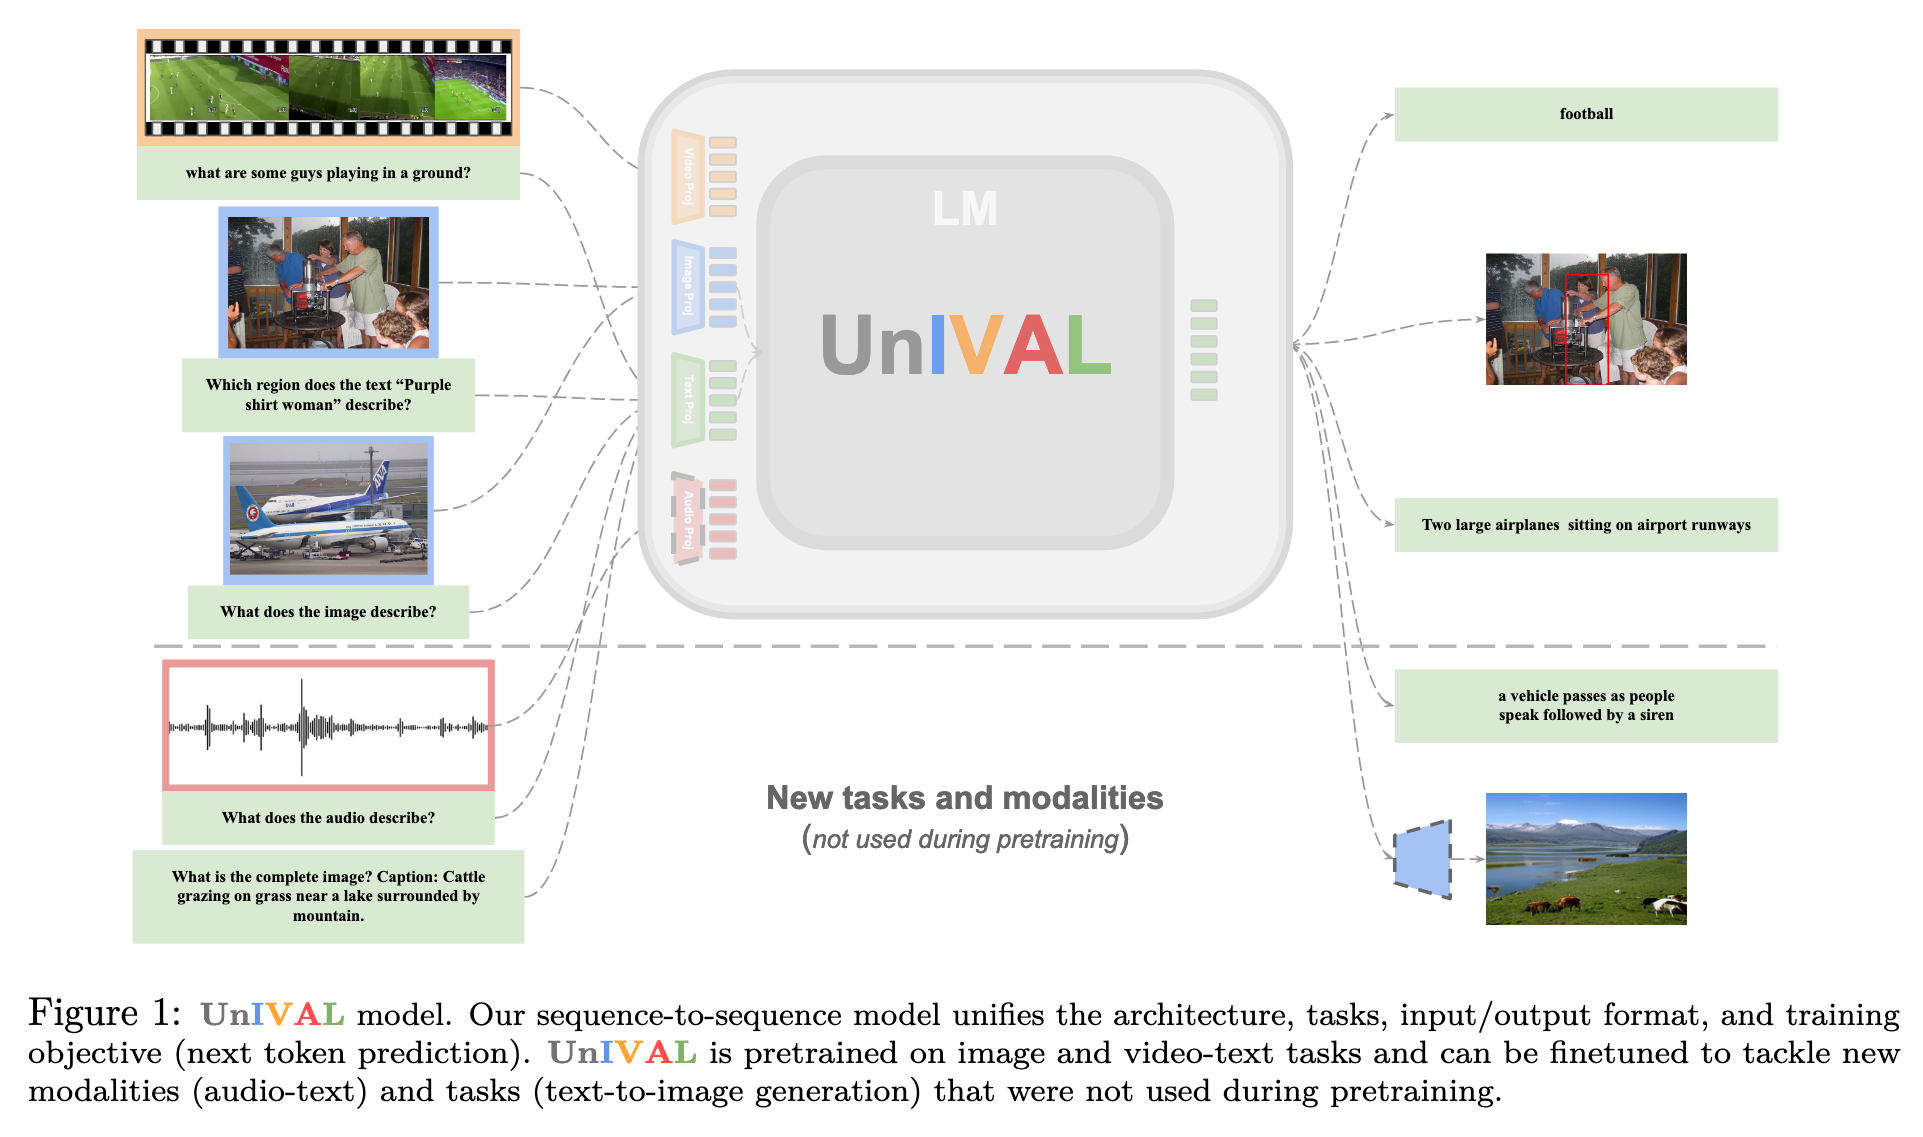 what are some guys playing in a ground?
Which region does the text “Purple
shirt woman” describe?
What does the image describe?
What does the audio describe?
What is the complete image? Caption: Cattle
grazing on grass near a lake surrounded by
mountain.
Video Proj
Image Proj
Text Proj
Audio Proj
LM
UnIVAL
New tasks and modalities
(not used during pretraining)
football
Two large airplanes sitting on airport runways
a vehicle passes as people
speak followed by a siren
Figure 1: UnIVAL model. Our sequence-to-sequence model unifies the architecture, tasks, input/output format, and training
objective (next token prediction). UnIVAL is pretrained on image and video-text tasks and can be finetuned to tackle new
modalities (audio-text) and tasks (text-to-image generation) that were not used during pretraining.